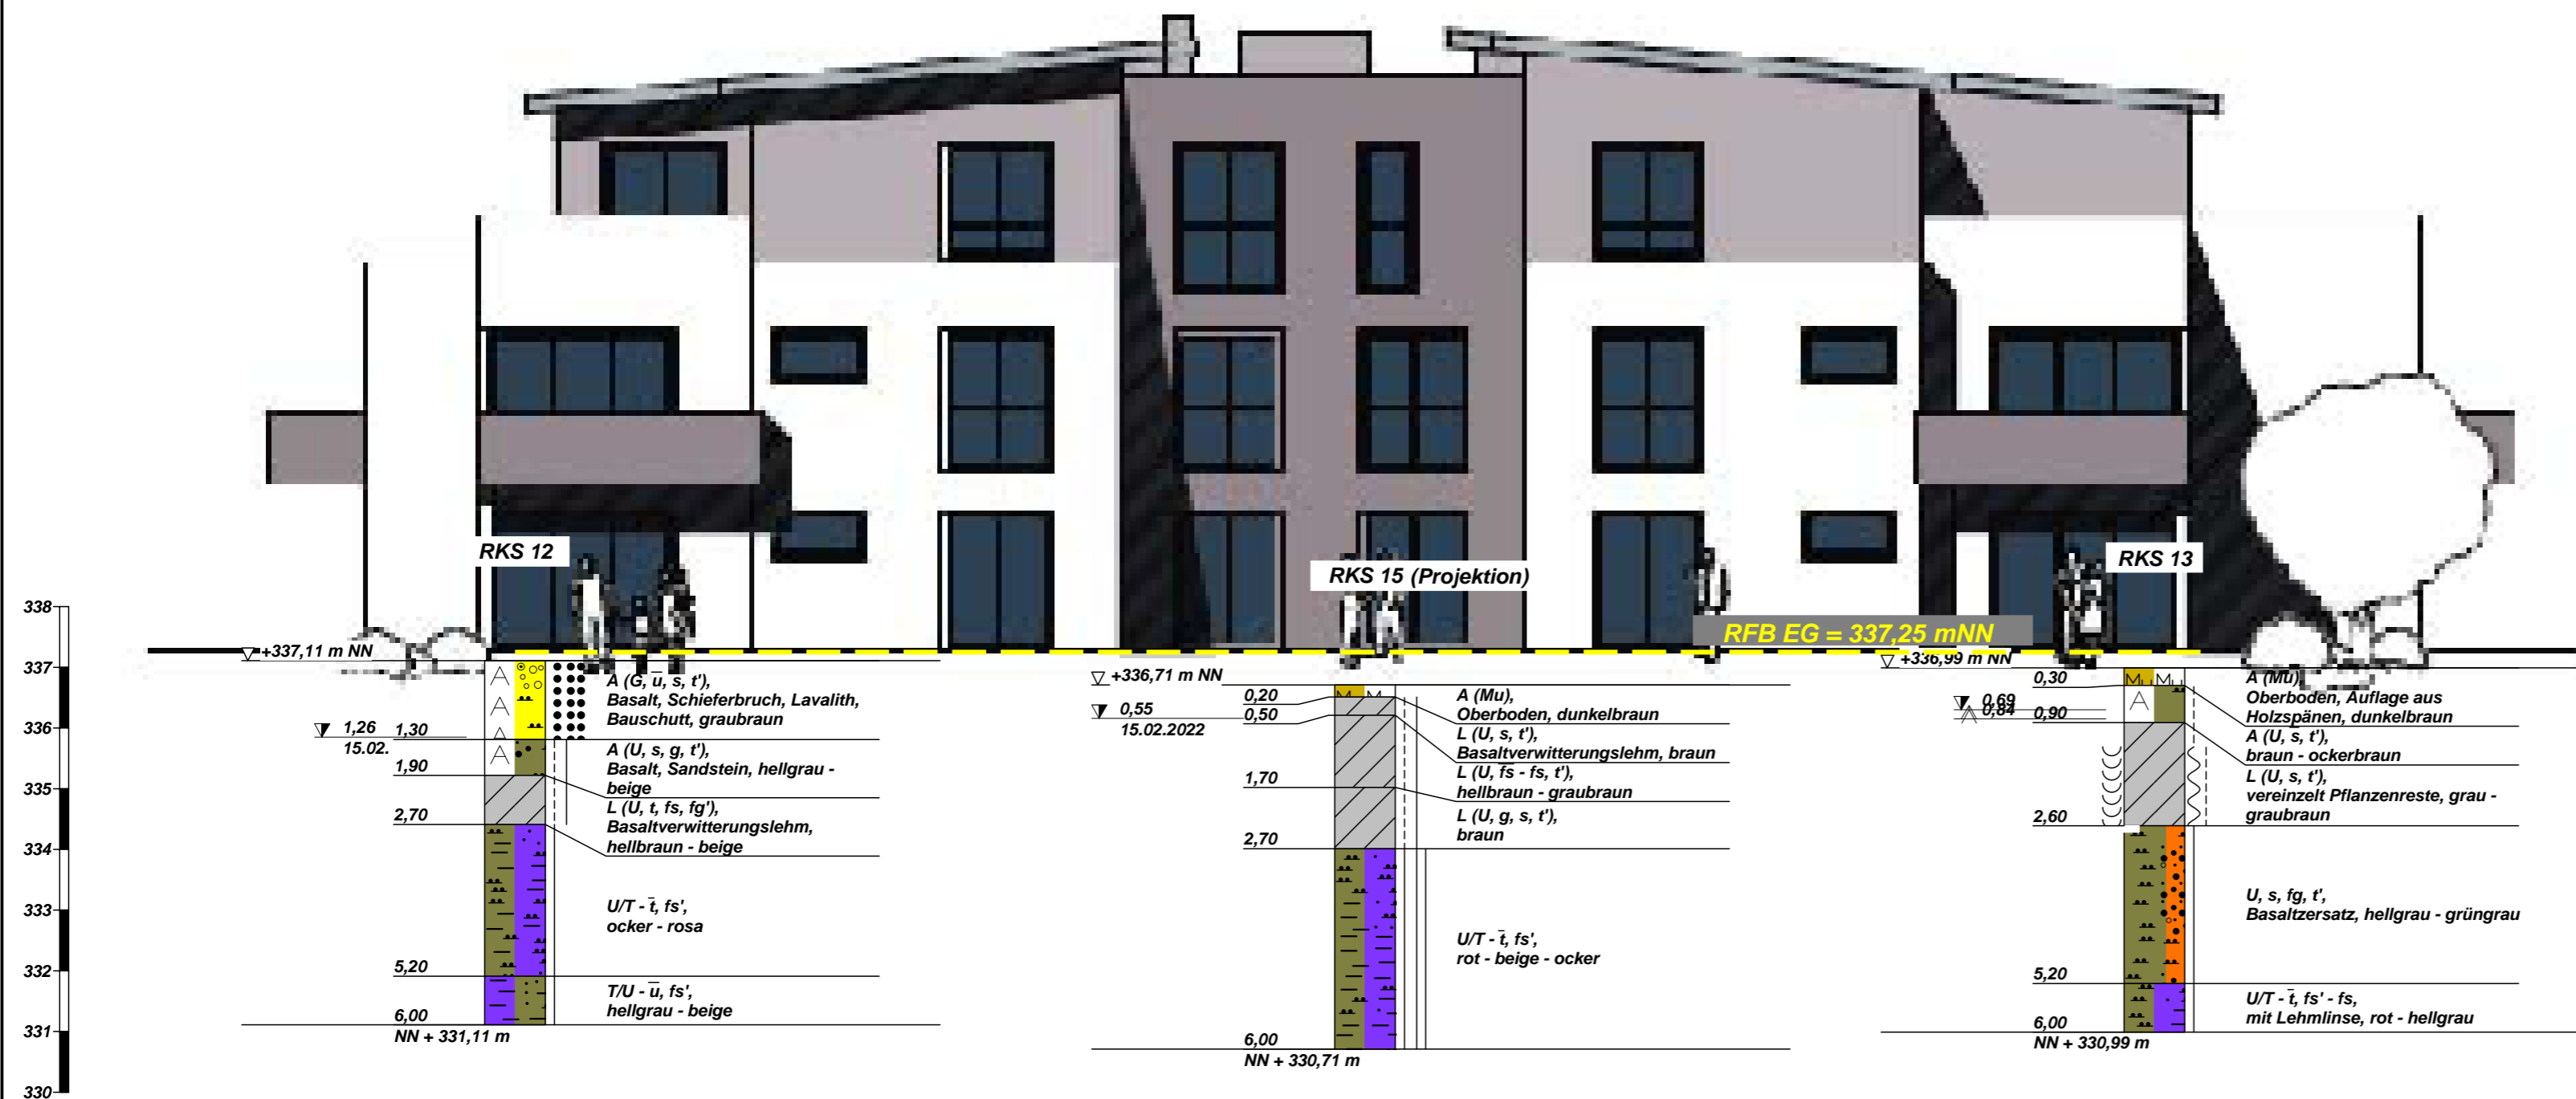 RKS 12
RKS 15 (Projektion)
RKS 13
RFB EG = 337,25 mNN
338
337
336
335
334
333
332
331
330
+337,11 m NN
1,26
15.02.
1,30
1,90
2,70
5,20
6,00
NN + 331,11 m
A (G, u̅, s, t'),
Basalt, Schieferbruch, Lavalith,
Bauschutt, graubraun
A (U, s, g, t'),
Basalt, Sandstein, hellgrau -
beige
L (U, t, fs, fg'),
Basaltverwitterungslehm,
hellbraun - beige
U/T - t̅, fs',
ocker - rosa
T/U - u̅, fs',
hellgrau - beige
+336,71 m NN
0,55
15.02.2022
0,20
0,50
1,70
2,70
6,00
NN + 330,71 m
Mu Mu
A (Mu),
Oberboden, dunkelbraun
L (U, s, t'),
Basaltverwitterungslehm, braun
L (U, f̅s̅ - fs, t'),
hellbraun - graubraun
L (U, g, s, t'),
braun
U/T - t̅, fs',
rot - beige - ocker
+336,99 m NN
0,69
0,84
0,30
0,90
2,60
5,20
6,00
NN + 330,99 m
Mu Mu
A (Mu),
Oberboden, Auflage aus
Holzspänen, dunkelbraun
A (U, s̅, t'),
braun - ockerbraun
L (U, s, t'),
vereinzelt Pflanzenreste, grau -
graubraun
U, s, fg, t',
Basaltzersatz, hellgrau - grüngrau
U/T - t̅, fs' - fs,
mit Lehmlinse, rot - hellgrau